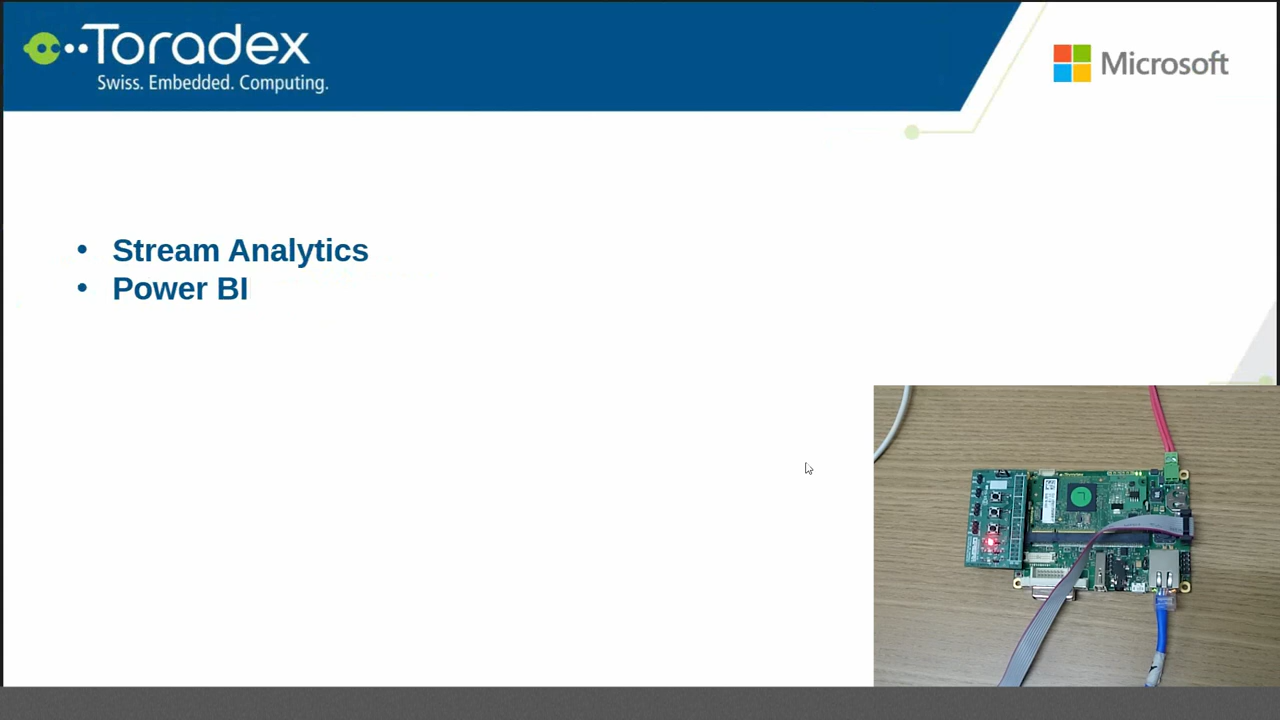 Toradex
Swiss. Embedded. Computing.
Microsoft
• Stream Analytics
• Power BI